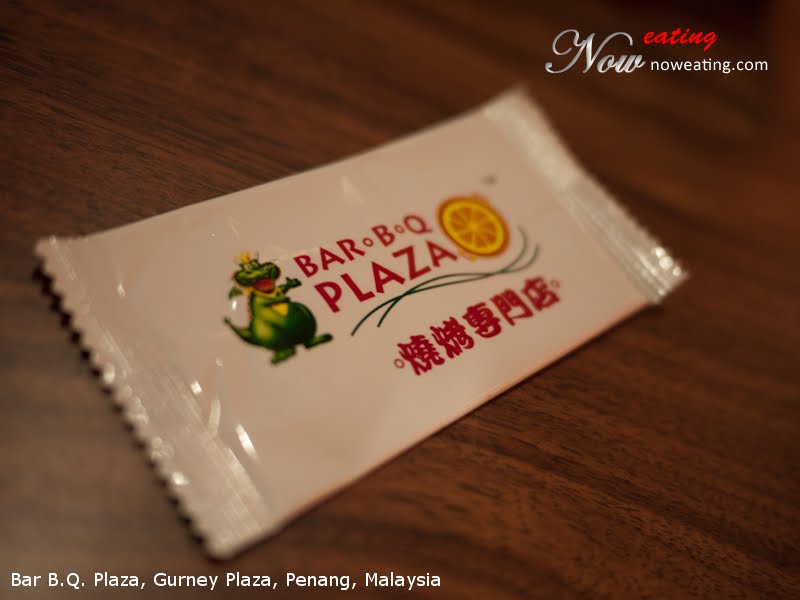 Now eating
noweating.com
BAR•B•Q
PLAZA
燒烤專門店
Bar B.Q. Plaza, Gurney Plaza, Penang, Malaysia